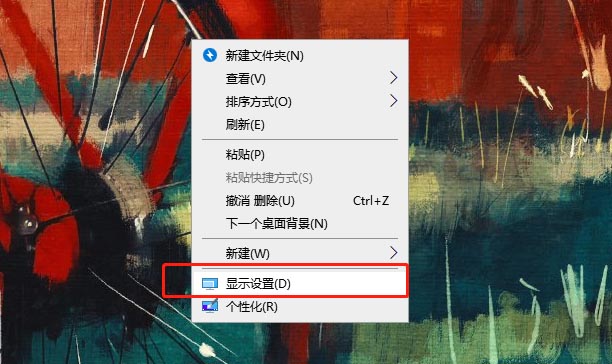 新建文件夹(N)
查看(V)
排序方式(O)
刷新(E)
粘贴(P)
粘贴快捷方式(S)
撤消 删除(U) Ctrl+Z
下一个桌面背景(N)
新建(W)
显示设置(D)
个性化(R)